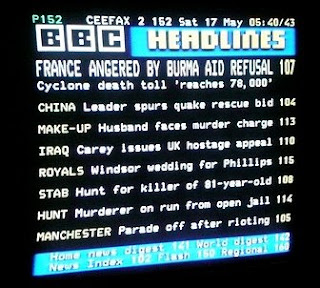 P152 CEEFAX 2 152 Sat 17 May 05:40/43
BBC HEADLINES
FRANCE ANGERED BY BURMA AID REFUSAL 107
Cyclone death toll 'reaches 78,000'
CHINA Leader spurs quake rescue bid 104
MAKE-UP Husband faces murder charge 113
IRAQ Carey issues UK hostage appeal 110
ROYALS Windsor wedding for Phillips 115
STAB Hunt for killer of 81-year-old 108
HUNT Murderer on run from open jail 114
MANCHESTER Parade off after rioting 105
Home news digest 141 World digest 142
News Index 102 Flash 150 Regional 160